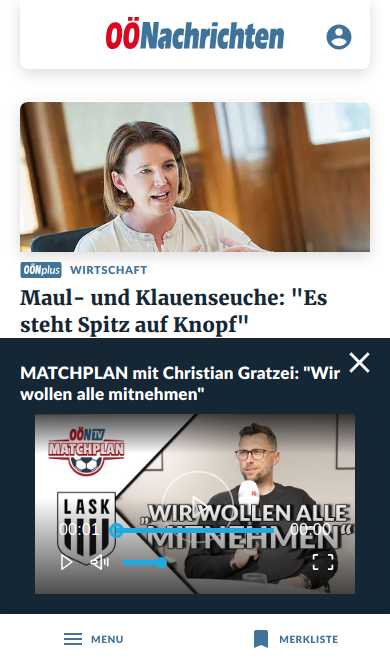 OÖNachrichten
OÖNplus WIRTSCHAFT
Maul- und Klauenseuche: "Es
steht Spitz auf Knopf"
MATCHPLAN mit Christian Gratzei: "Wir
wollen alle mitnehmen"
OÖN TV
MATCHPLAN
LASK
„WIR WOLLEN ALLE
MITNEHMEN“
00:01
00:00
MENU
MERKLISTE